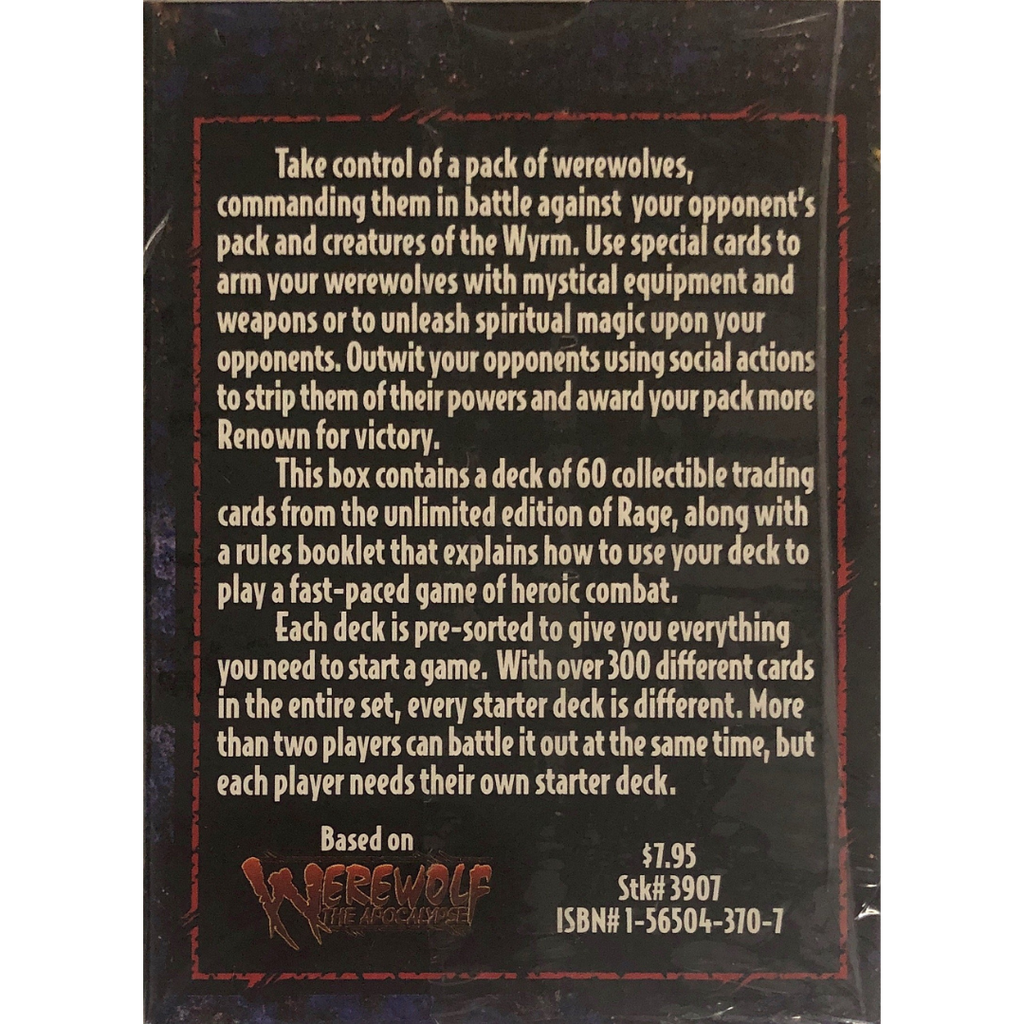 Take control of a pack of werewolves,
commanding them in battle against your opponent's
pack and creatures of the Wyrm. Use special cards to
arm your werewolves with mystical equipment and
weapons or to unleash spiritual magic upon your
opponents. Outwit your opponents using social actions
to strip them of their powers and award your pack more
Renown for victory.
This box contains a deck of 60 collectible trading
cards from the unlimited edition of Rage, along with
a rules booklet that explains how to use your deck to
play a fast-paced game of heroic combat.
Each deck is pre-sorted to give you everything
you need to start a game. With over 300 different cards
in the entire set, every starter deck is different. More
than two players can battle it out at the same time, but
each player needs their own starter deck.
Based on
WEREWOLF
THE APOCALYPSE
$7.95
Stk# 3907
ISBN# 1-56504-370-7